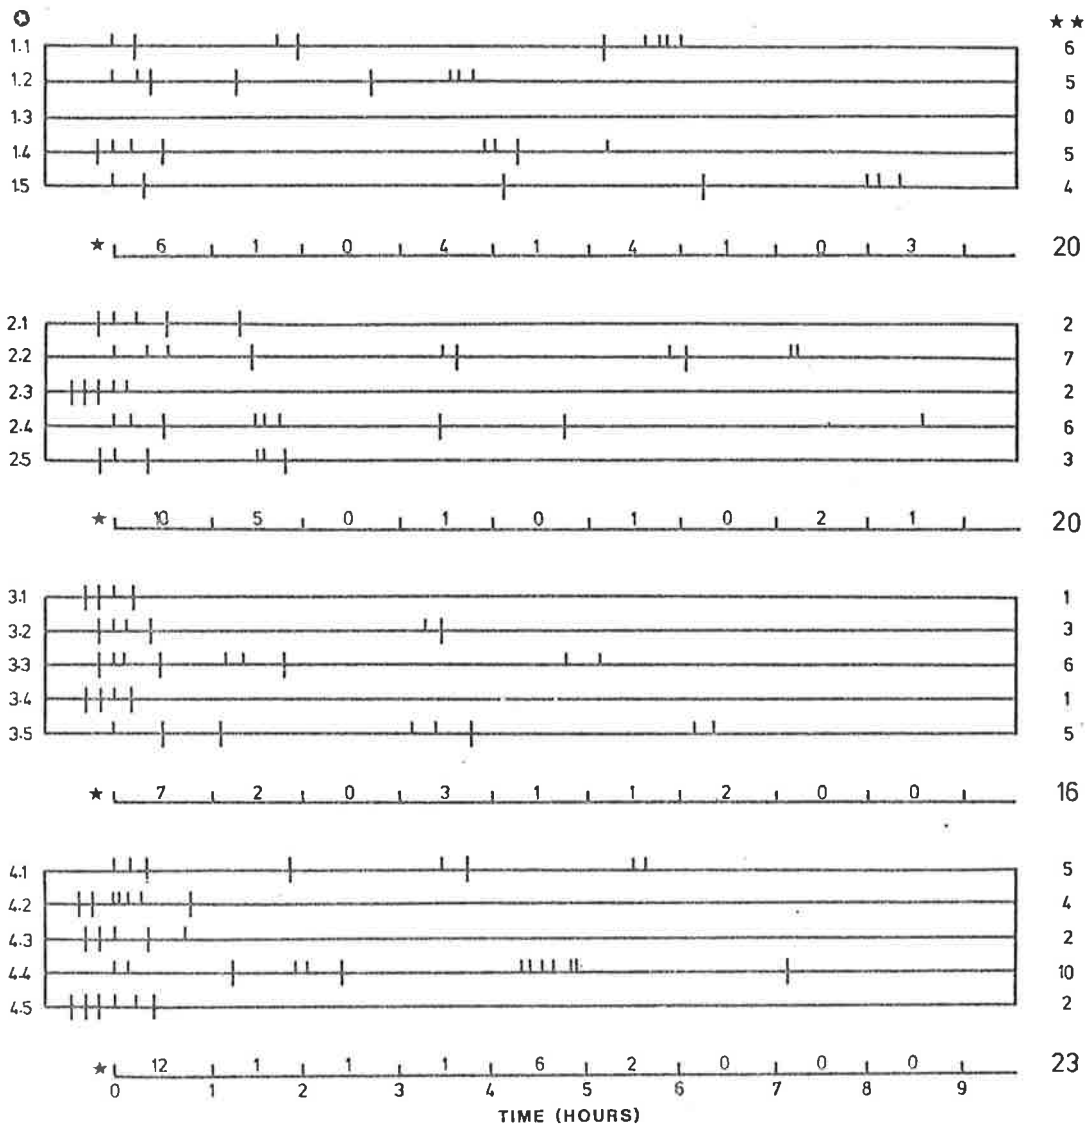 ✪ ★ ★
1.1 6
1.2 5
1.3 0
1.4 5
1.5 4
★ 6 1 0 4 1 4 1 0 3 20
2.1 2
2.2 7
2.3 2
2.4 6
2.5 3
★ 10 5 0 1 0 1 0 2 1 20
3.1 1
3.2 3
3.3 6
3.4 1
3.5 5
★ 7 2 0 3 1 1 2 0 0 16
4.1 5
4.2 4
4.3 2
4.4 10
4.5 2
★ 12 1 1 1 6 2 0 0 0 23
0 1 2 3 4 5 6 7 8 9
TIME (HOURS)